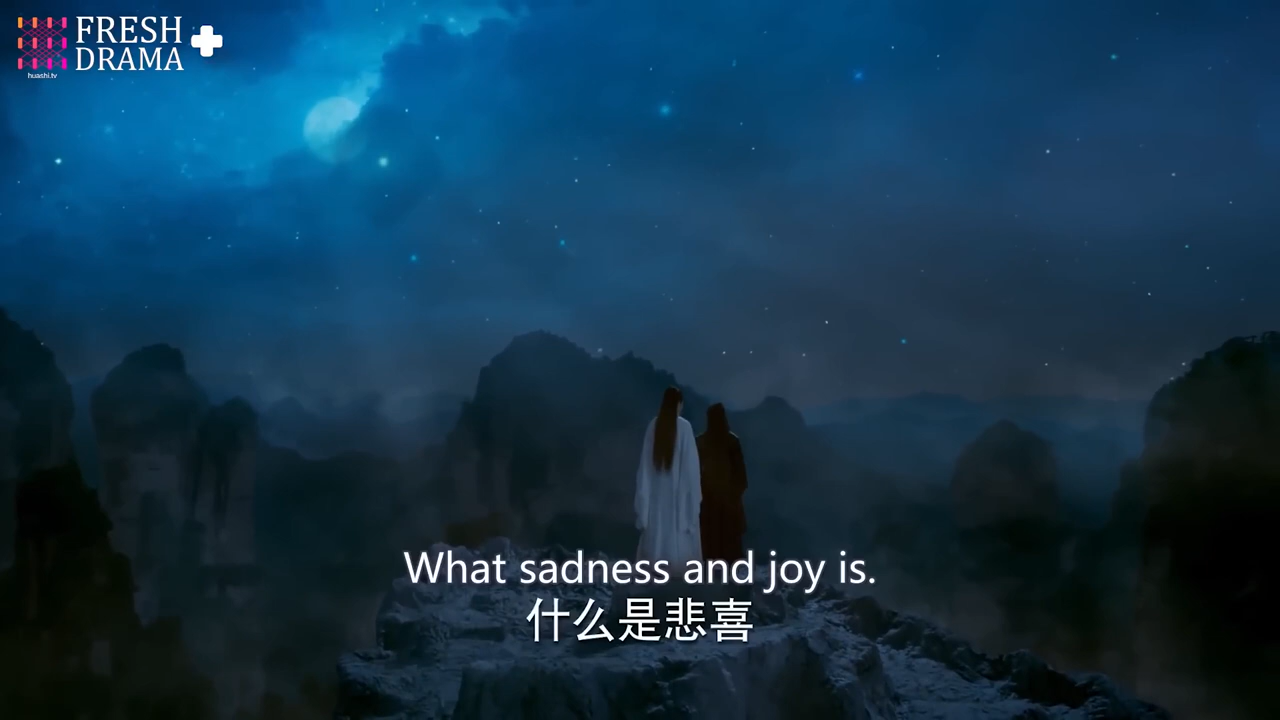 FRESH
DRAMA
huashi.tv
What sadness and joy is.
什么是悲喜